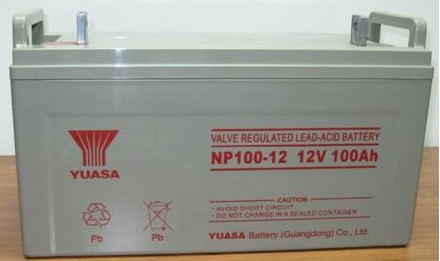 VALVE REGULATED LEAD-ACID BATTERY
NP100-12 12V 100Ah
YUASA
CAUTION
• AVOID SHORT CIRCUIT
• DO NOT CHARGE IN A SEALED CONTAINER
Pb Pb
YUASA Battery (Guangdong) Co., Ltd.